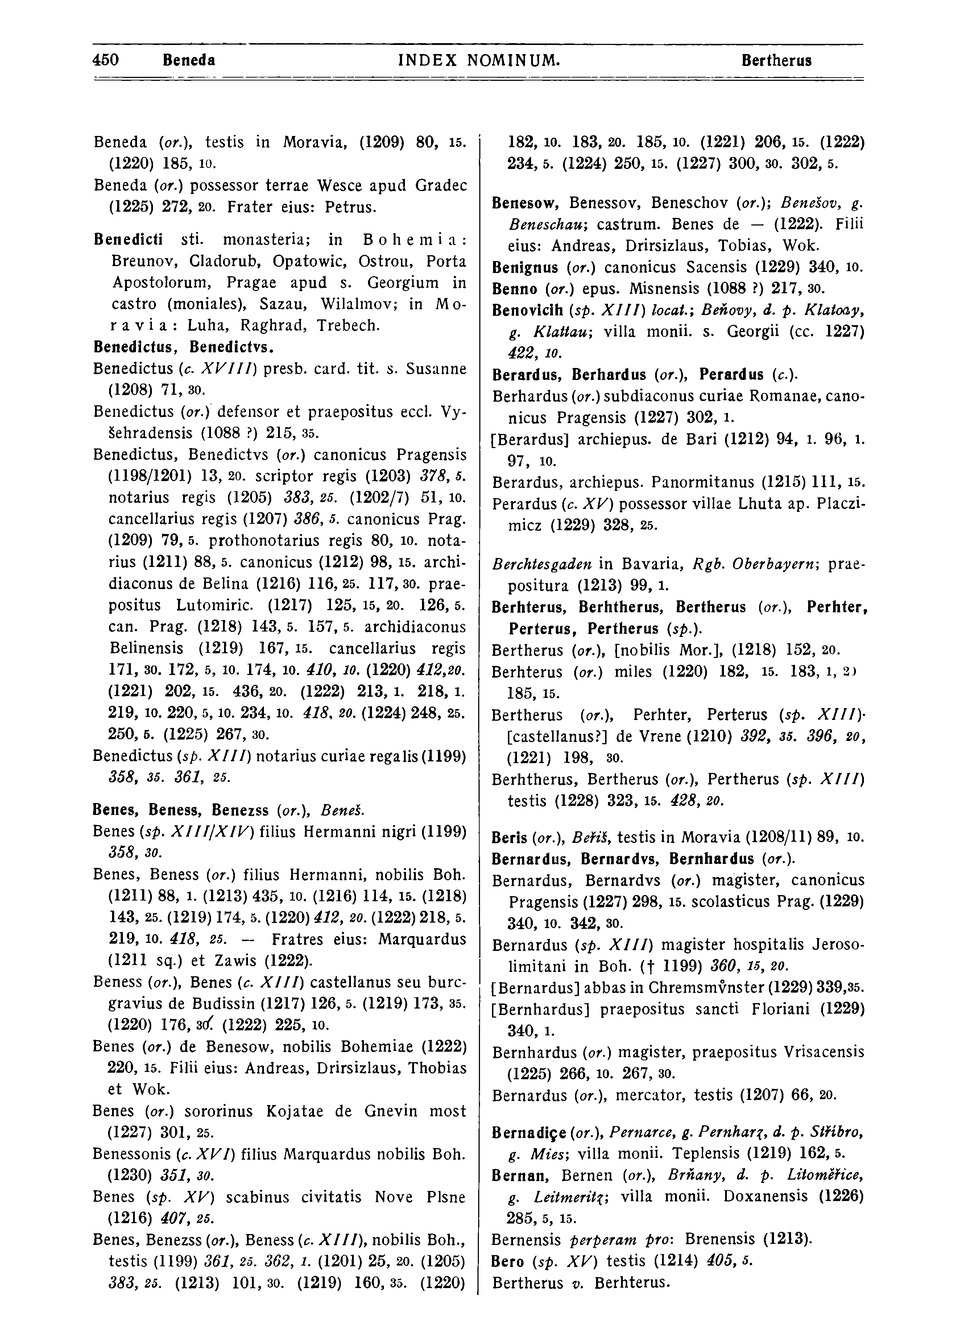 450 Beneda INDEX NOMINUM. Bertherus
Beneda (or.), testis in Moravia, (1209) 80, 15.
(1220) 185, 10.
Beneda (or.) possessor terrae Wesce apud Gradec
(1225) 272, 20. Frater eius: Petrus.
Benedicti sti. monasteria; in Bohemia:
Breunov, Cladorub, Opatowic, Ostrou, Porta
Apostolorum, Pragae apud s. Georgium in
castro (moniales), Sazau, Wilalmov; in Mo-
ravia: Luha, Raghrad, Trebech.
Benedictus, Benedictvs.
Benedictus (c. XVIII) presb. card. tit. s. Susanne
(1208) 71, 30.
Benedictus (or.) defensor et praepositus eccl. Vy-
šehradensis (1088 ?) 215, 35.
Benedictus, Benedictvs (or.) canonicus Pragensis
(1198/1201) 13, 20. scriptor regis (1203) 378, 5.
notarius regis (1205) 383, 25. (1202/7) 51, 10.
cancellarius regis (1207) 386, 5. canonicus Prag.
(1209) 79, 5. prothonotarius regis 80, 10. nota-
rius (1211) 88, 5. canonicus (1212) 98, 15. archi-
diaconus de Belina (1216) 116, 25. 117, 30. prae-
positus Lutomiric. (1217) 125, 15, 20. 126, 5.
can. Prag. (1218) 143, 5. 157, 5. archidiaconus
Belinensis (1219) 167, 15. cancellarius regis
171, 30. 172, 5, 10. 174, 10. 410, 10. (1220) 412,20.
(1221) 202, 15. 436, 20. (1222) 213, 1. 218, 1.
219, 10. 220, 5, 10. 234, 10. 418, 20. (1224) 248, 25.
250, 5. (1225) 267, 30.
Benedictus (sp. XIII) notarius curiae regalis (1199)
358, 35. 361, 25.
Benes, Beness, Benezss (or.), Beneš.
Benes (sp. XIII/XIV) filius Hermanni nigri (1199)
358, 30.
Benes, Beness (or.) filius Hermanni, nobilis Boh.
(1211) 88, 1. (1213) 435, 10. (1216) 114, 15. (1218)
143, 25. (1219) 174, 5. (1220) 412, 20. (1222) 218, 5.
219, 10. 418, 25. — Fratres eius: Marquardus
(1211 sq.) et Zawis (1222).
Beness (or.), Benes (c. XIII) castellanus seu burc-
gravius de Budissin (1217) 126, 5. (1219) 173, 35.
(1220) 176, (1222) 225, 10.
Benes (or.) de Benesow, nobilis Bohemiae (1222)
220, 15. Filii eius: Andreas, Drirsizlaus, Thobias
et Wok.
Benes (or.) sororinus Kojatae de Gnevin most
(1227) 301, 25.
Benessonis (c. XVI) filius Marquardus nobilis Boh.
(1230) 351, 30.
Benes (sp. XV) scabinus civitatis Nove Plsne
(1216) 407, 25.
Benes, Benezss (or.), Beness (c. XIII), nobilis Boh.,
testis (1199) 361, 25. 362, 1. (1201) 25, 20. (1205)
383, 25. (1213) 101, 30. (1219) 160, 35. (1220)
182, 10. 183, 20. 185, 10. (1221) 206, 15. (1222)
234, 5. (1224) 250, 15. (1227) 300, 30. 302, 5.
Benesow, Benessov, Beneschov (or.); Benešov, g.
Beneschau; castrum. Benes de — (1222). Filii
eius: Andreas, Drirsizlaus, Tobias, Wok.
Benignus (or.) canonicus Sacensis (1229) 340, 10.
Benno (or.) epus. Misnensis (1088 ?) 217, 30.
Benovicih (sp. XIII) locat.; Beňovy, d. p. Klatovy,
g. Klattau; villa monii. s. Georgii (cc. 1227)
422, 10.
Berardus, Berhardus (or.), Perardus (c.).
Berhardus (or.) subdiaconus curiae Romanae, cano-
nicus Pragensis (1227) 302, 1.
[Berardus] archiepus. de Bari (1212) 94, 1. 96, 1.
97, 10.
Berardus, archiepus. Panormitanus (1215) 111, 15.
Perardus (c. XV) possessor villae Lhuta ap. Placzi-
micz (1229) 328, 25.
Berchtesgaden in Bavaria, Rgb. Oberbayern; prae-
positura (1213) 99, 1.
Berhterus, Berhtherus, Bertherus (or.), Perhter,
Perterus, Pertherus (sp.).
Bertherus (or.), [nobilis Mor.], (1218) 152, 20.
Berhterus (or.) miles (1220) 182, 15. 183, 1,
185, 15.
Bertherus (or.), Perhter, Perterus (sp. XIII).
[castellanus?] de Vrene (1210) 392, 35. 396, 20,
(1221) 198, 30.
Berhtherus, Bertherus (or.), Pertherus (sp. XIII)
testis (1228) 323, 15. 428, 20.
Beris (or.), Beřiš, testis in Moravia (1208/11) 89, 10.
Bernardus, Bernardvs, Bernhardus (or.).
Bernardus, Bernardvs (or.) magister, canonicus
Pragensis (1227) 298, 15. scolasticus Prag. (1229)
340, 10. 342, 30.
Bernardus (sp. XIII) magister hospitalis Jeroso-
limitani in Boh. († 1199) 360, 15, 20.
[Bernardus] abbas in Chremsmv̊nster (1229) 339,35.
[Bernhardus] praepositus sancti Floriani (1229)
340, 1.
Bernhardus (or.) magister, praepositus Vrisacensis
(1225) 266, 10. 267, 30.
Bernardus (or.), mercator, testis (1207) 66, 20.
Bernadiçe (or.), Pernarce, g. Pernharz, d. p. Stříbro,
g. Mies; villa monii. Teplensis (1219) 162, 5.
Bernan, Bernen (or.), Brňany, d. p. Litoměřice,
g. Leitmeritz; villa monii. Doxanensis (1226)
285, 5, 15.
Bernensis perperam pro: Brenensis (1213).
Bero (sp. XV) testis (1214) 405, 5.
Bertherus v. Berhterus.